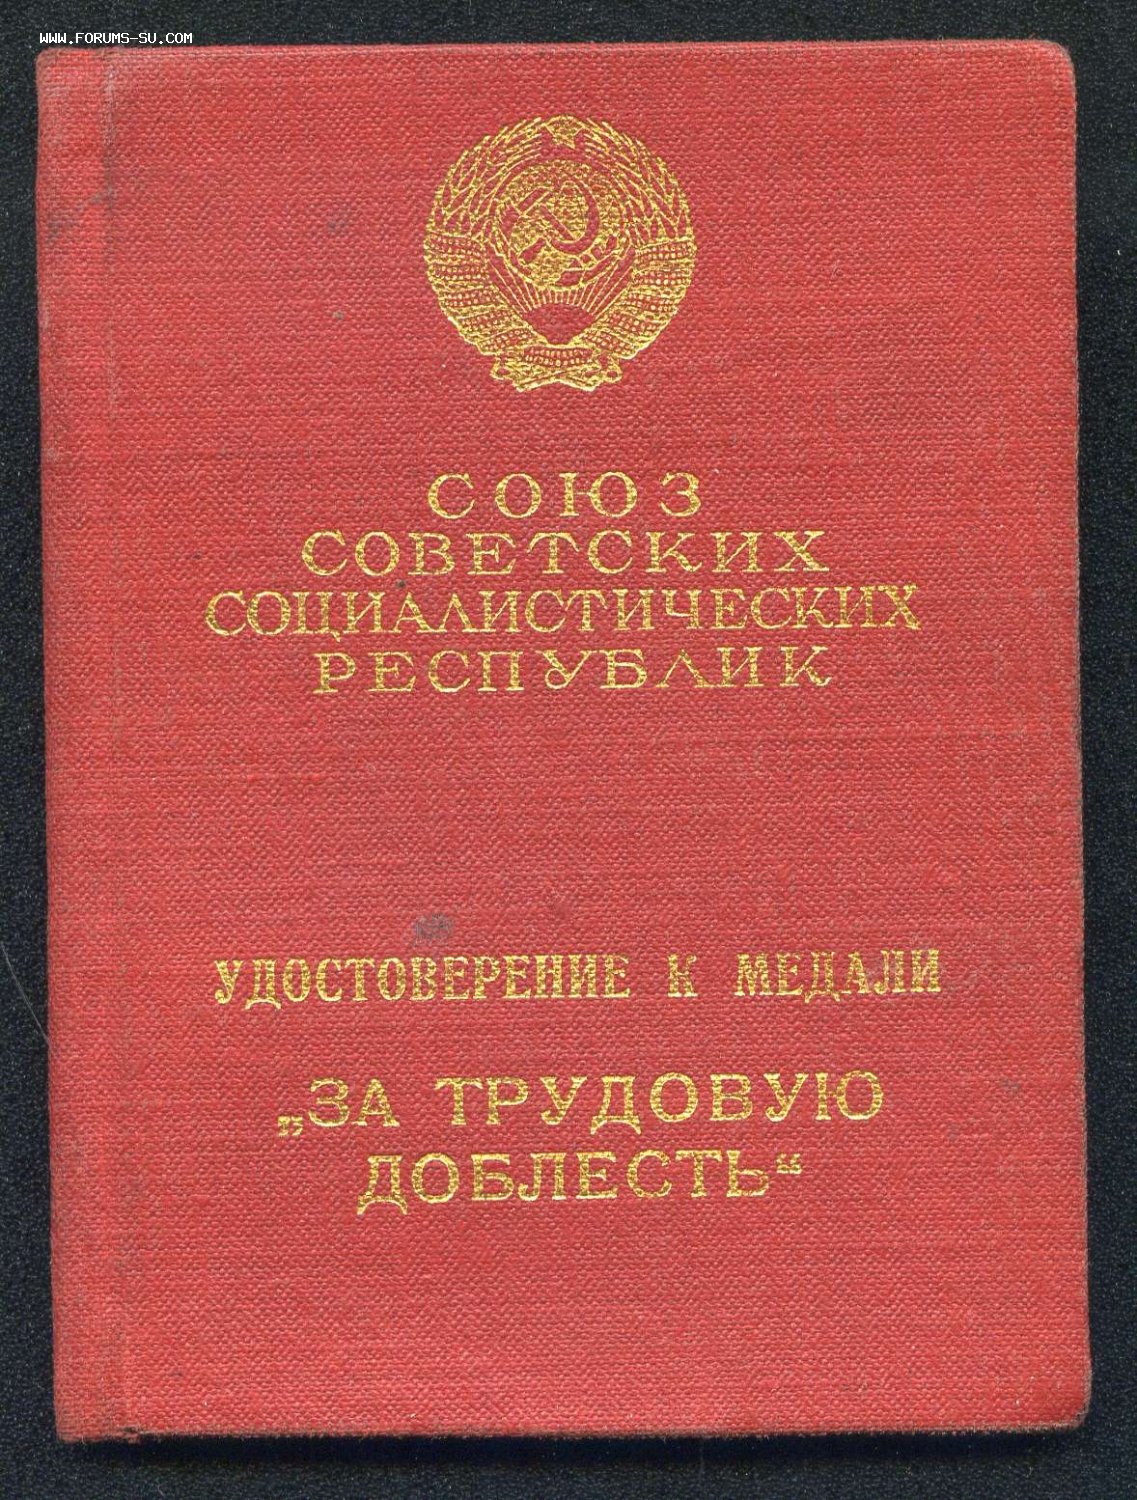 WWW.FORUMS-SU.COM
СОЮЗ
СОВЕТСКИХ
СОЦИАЛИСТИЧЕСКИХ
РЕСПУБЛИК
УДОСТОВЕРЕНИЕ К МЕДАЛИ
„ЗА ТРУДОВУЮ
ДОБЛЕСТЬ“